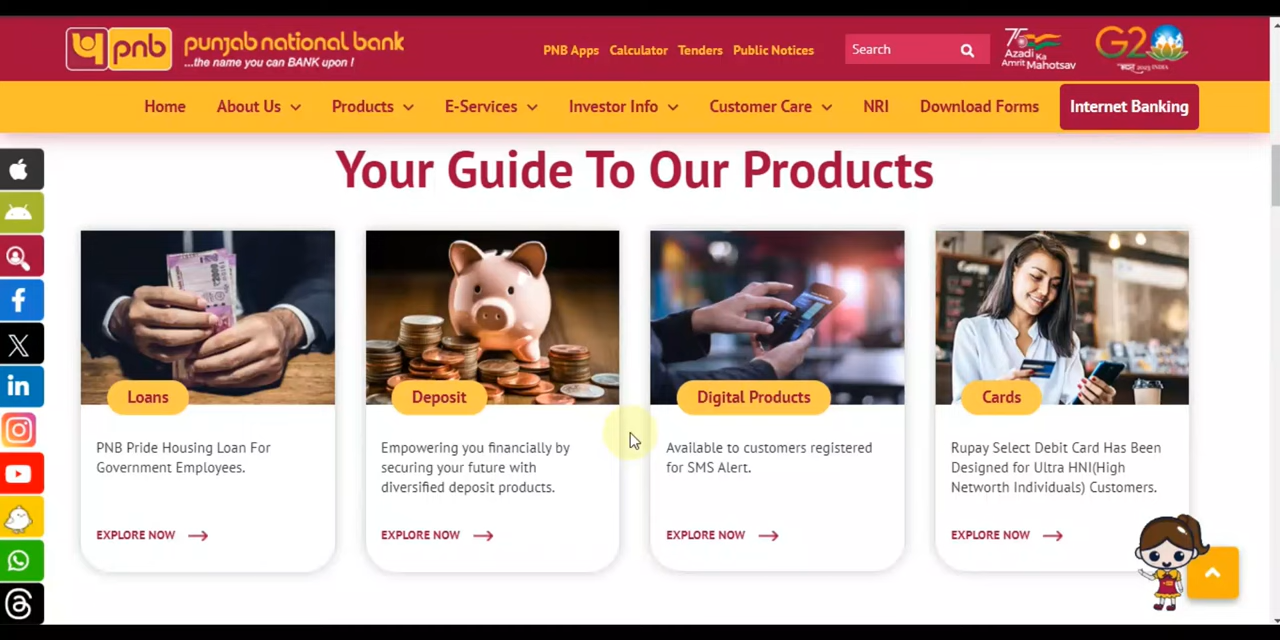 पnb punjab national bank
...the name you can BANK upon !
PNB Apps Calculator Tenders Public Notices Search
75 Azadi Ka Amrit Mahotsav
G20
Home About Us Products E-Services Investor Info Customer Care NRI Download Forms Internet Banking
Your Guide To Our Products
Loans
PNB Pride Housing Loan For
Government Employees.
EXPLORE NOW
Deposit
Empowering you financially by
securing your future with
diversified deposit products.
EXPLORE NOW
Digital Products
Available to customers registered
for SMS Alert.
EXPLORE NOW
Cards
Rupay Select Debit Card Has Been
Designed for Ultra HNI(High
Networth Individuals) Customers.
EXPLORE NOW